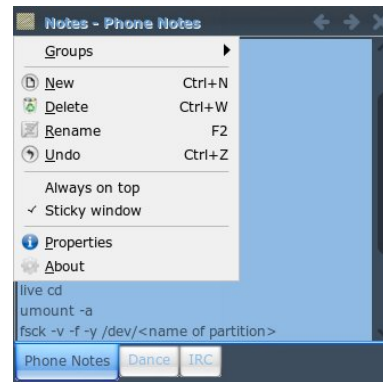 Notes - Phone Notes
Groups
New Ctrl+N
Delete Ctrl+W
Rename F2
Undo Ctrl+Z
Always on top
Sticky window
Properties
About
live cd
umount -a
fsck -v -f -y /dev/<name of partition>
Phone Notes Dance IRC